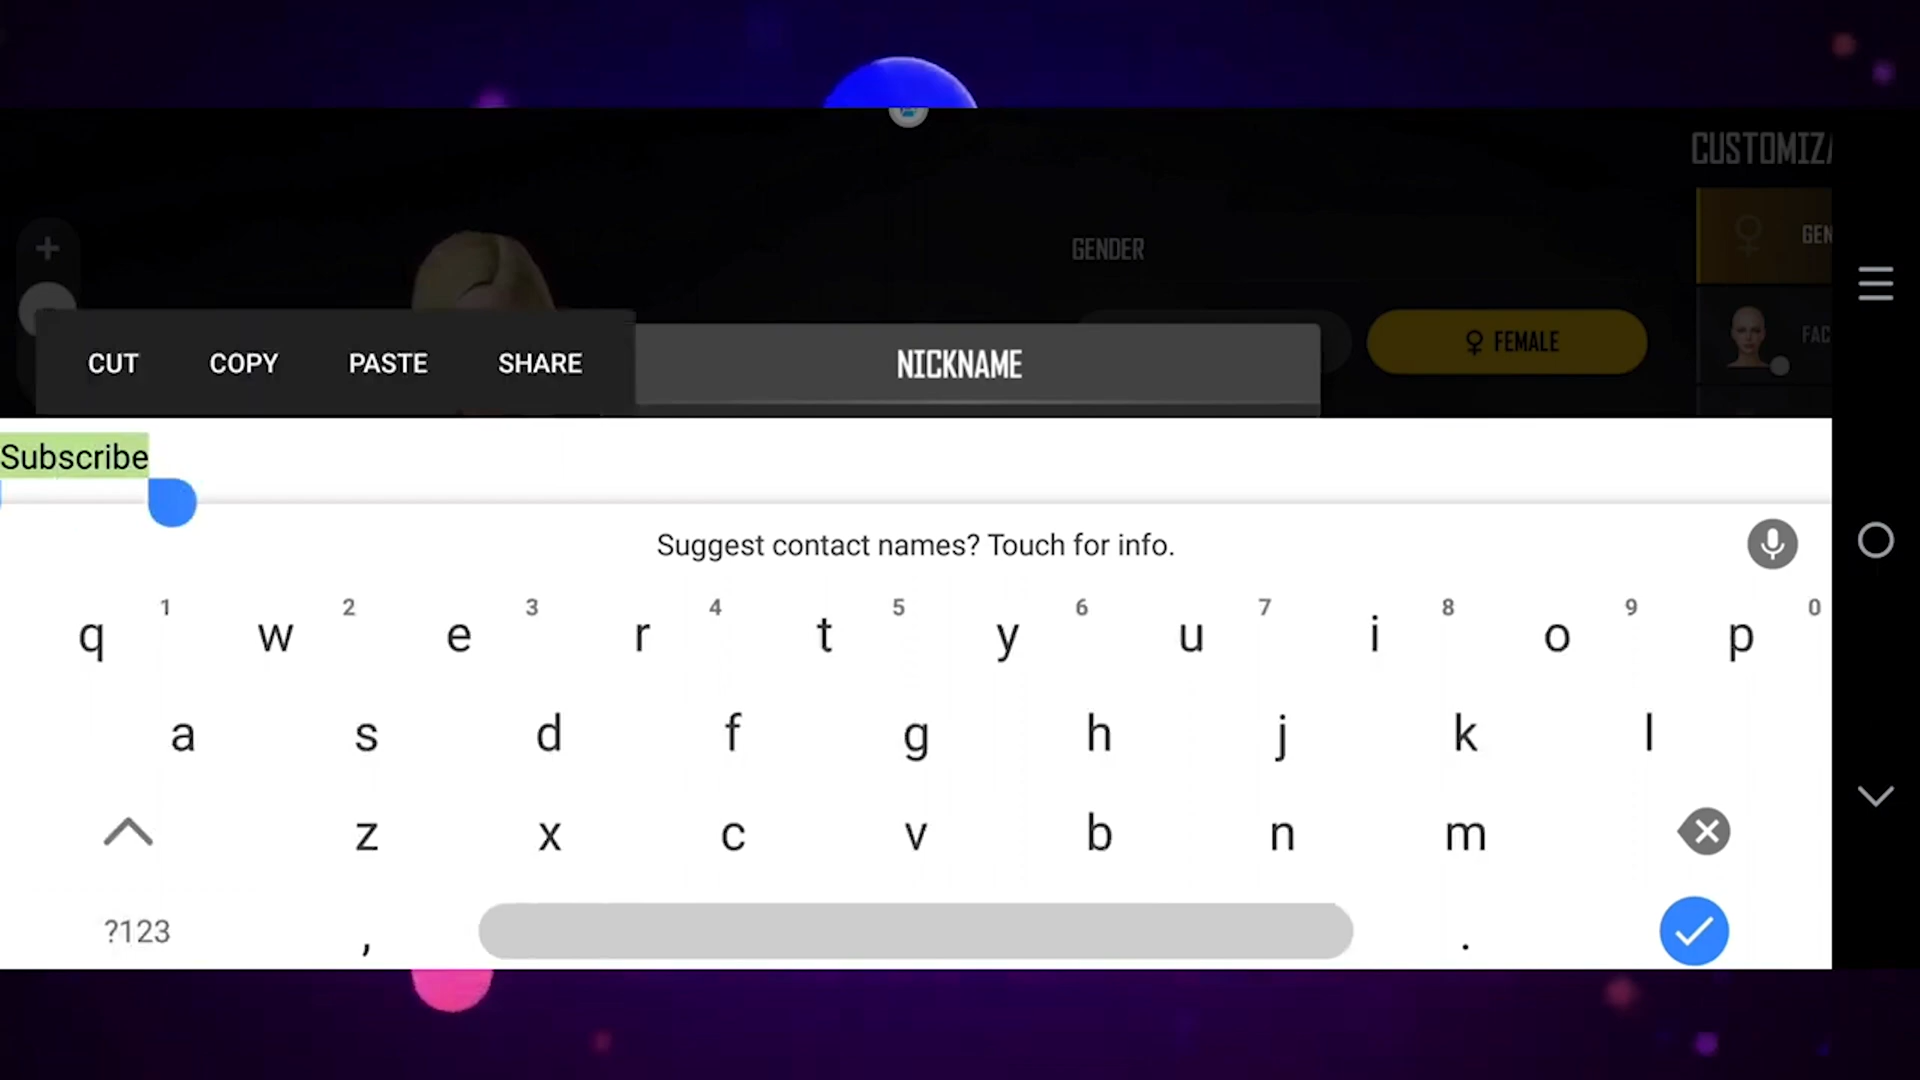 CUSTOMIZA
GENDER
GEN
FEMALE
FAC
CUT COPY PASTE SHARE
NICKNAME
Subscribe
Suggest contact names? Touch for info.
1 2 3 4 5 6 7 8 9 0
q w e r t y u i o p
a s d f g h j k l
z x c v b n m
?123 , .